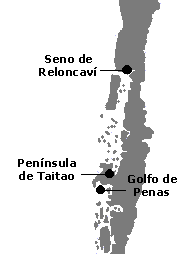 Seno de
Reloncaví
Península
de Taitao
Golfo de
Penas